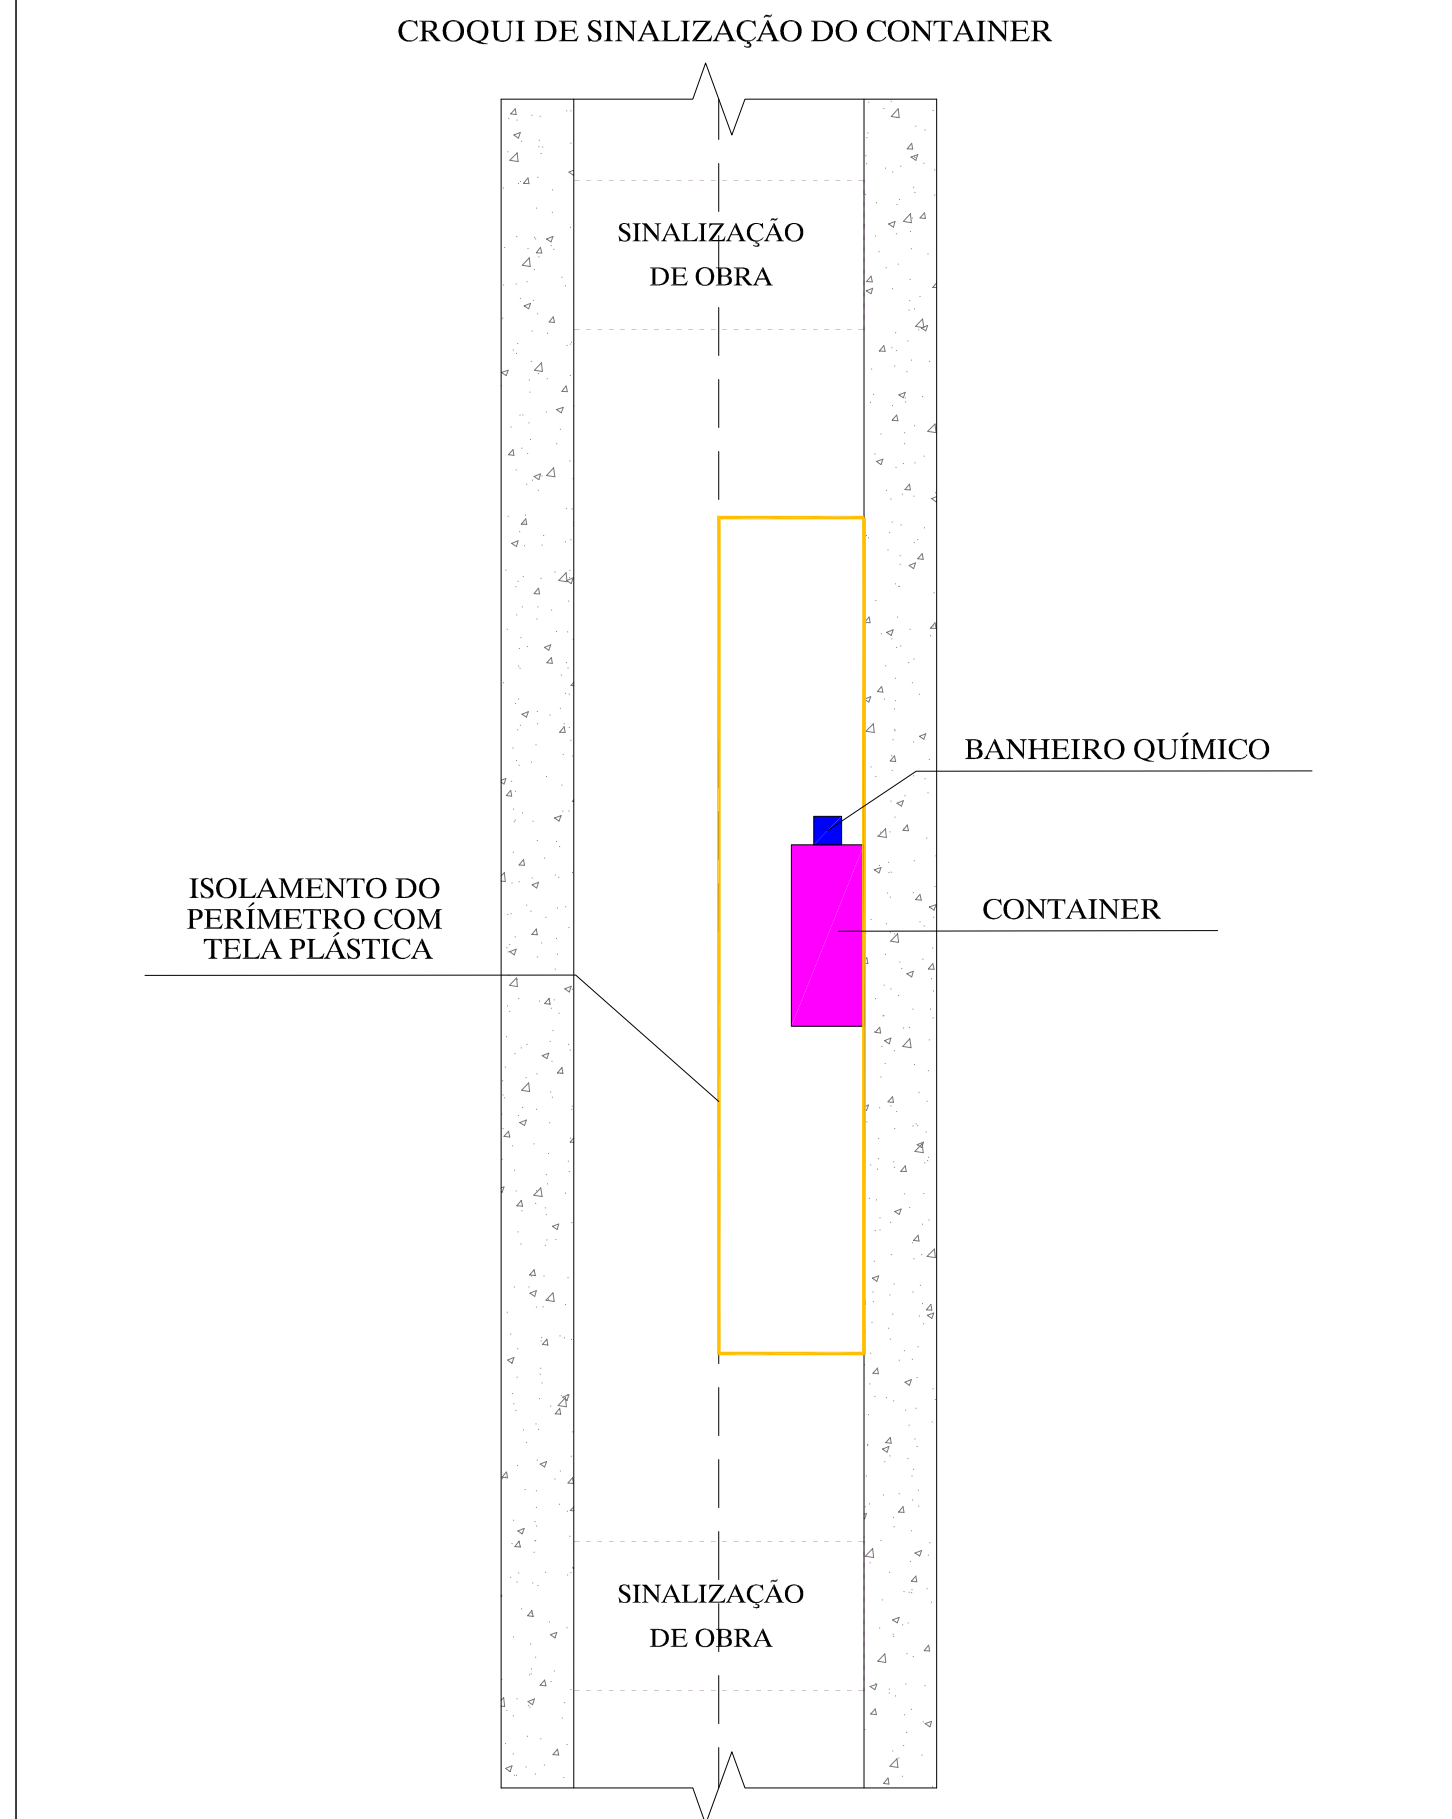 CROQUI DE SINALIZAÇÃO DO CONTAINER
SINALIZAÇÃO
DE OBRA
BANHEIRO QUÍMICO
ISOLAMENTO DO
PERÍMETRO COM
TELA PLÁSTICA
CONTAINER
SINALIZAÇÃO
DE OBRA